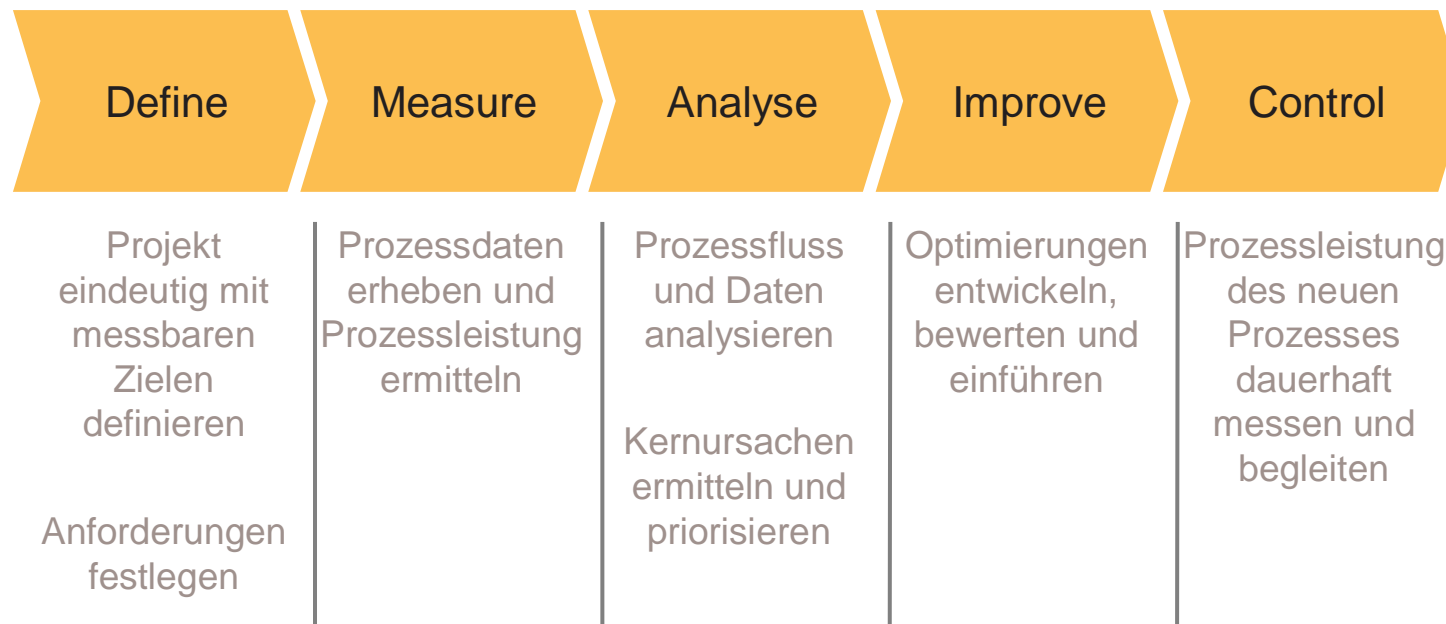 Define
Measure
Analyse
Improve
Control
Projekt
eindeutig mit
messbaren
Zielen
definieren
Anforderungen
festlegen
Prozessdaten
erheben und
Prozessleistung
ermitteln
Prozessfluss
und Daten
analysieren
Kernursachen
ermitteln und
priorisieren
Optimierungen
entwickeln,
bewerten und
einführen
Prozessleistung
des neuen
Prozesses
dauerhaft
messen und
begleiten